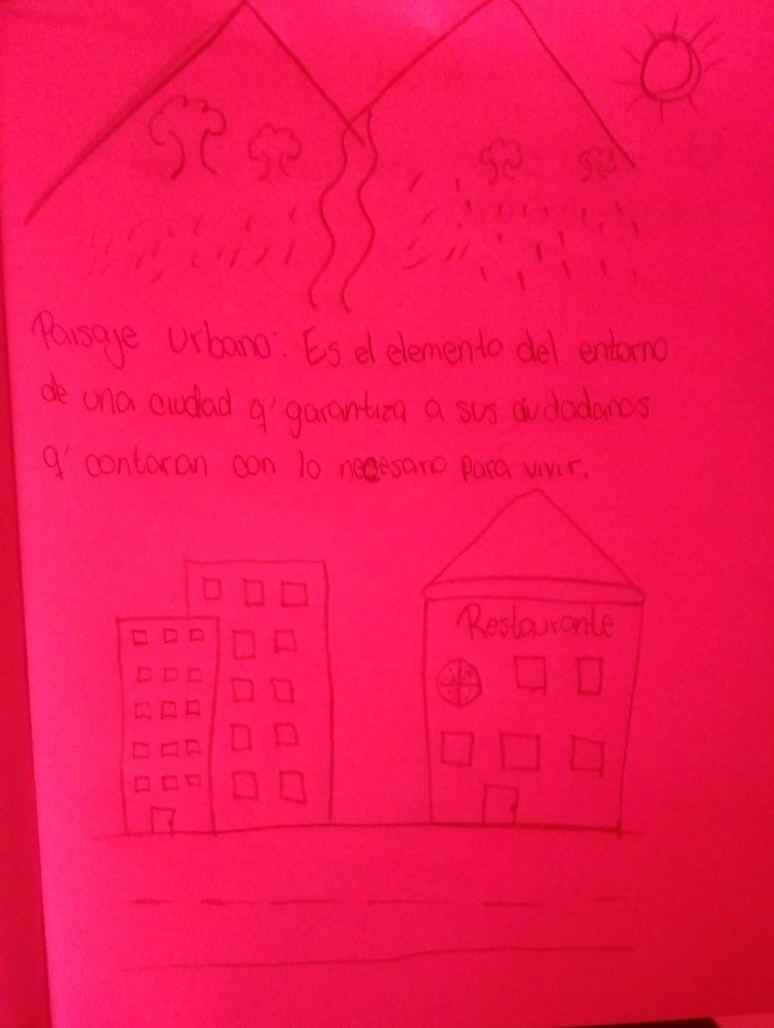 Paisaje urbano: Es el elemento del entorno
de una ciudad q' garantiza a sus ciudadanos
q' contaran con lo necesario para vivir.
Restaurante